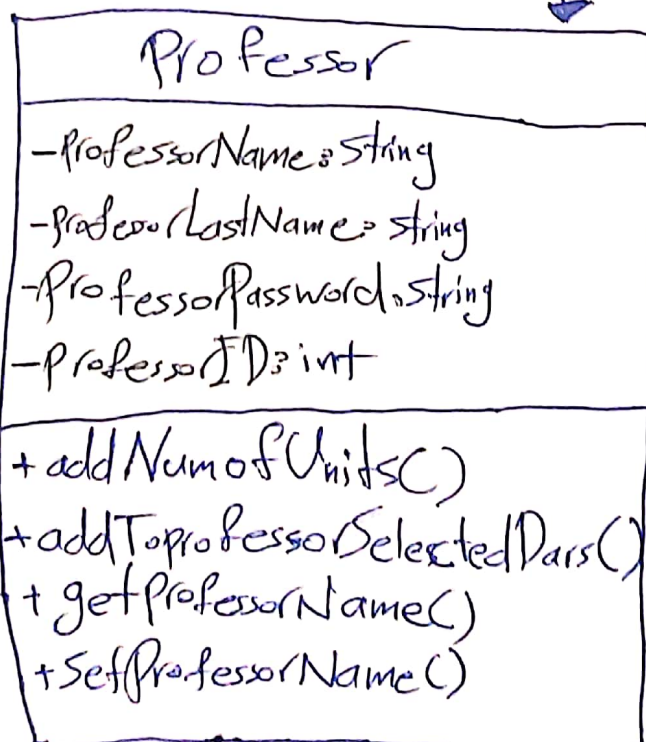 Professor
-ProfessorName: String
-ProfessorLastName: string
-ProfessorPassword: String
-ProfessorID: int
+ addNumofUnits()
+addToprofessorSelectedDars()
+ getProfessorName()
+SetProfessorName()